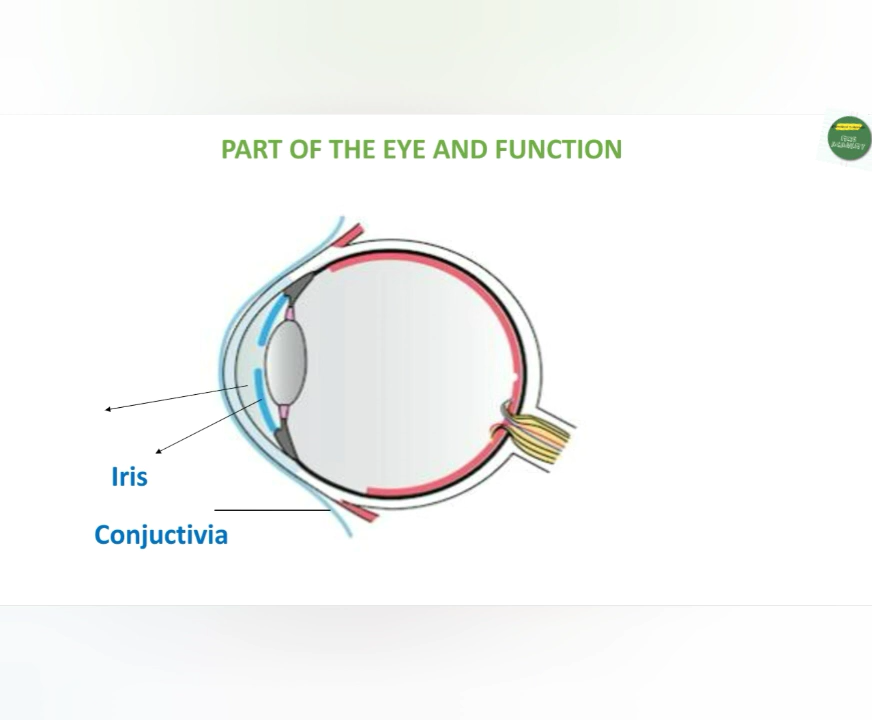 PART OF THE EYE AND FUNCTION
Iris
Conjuctivia